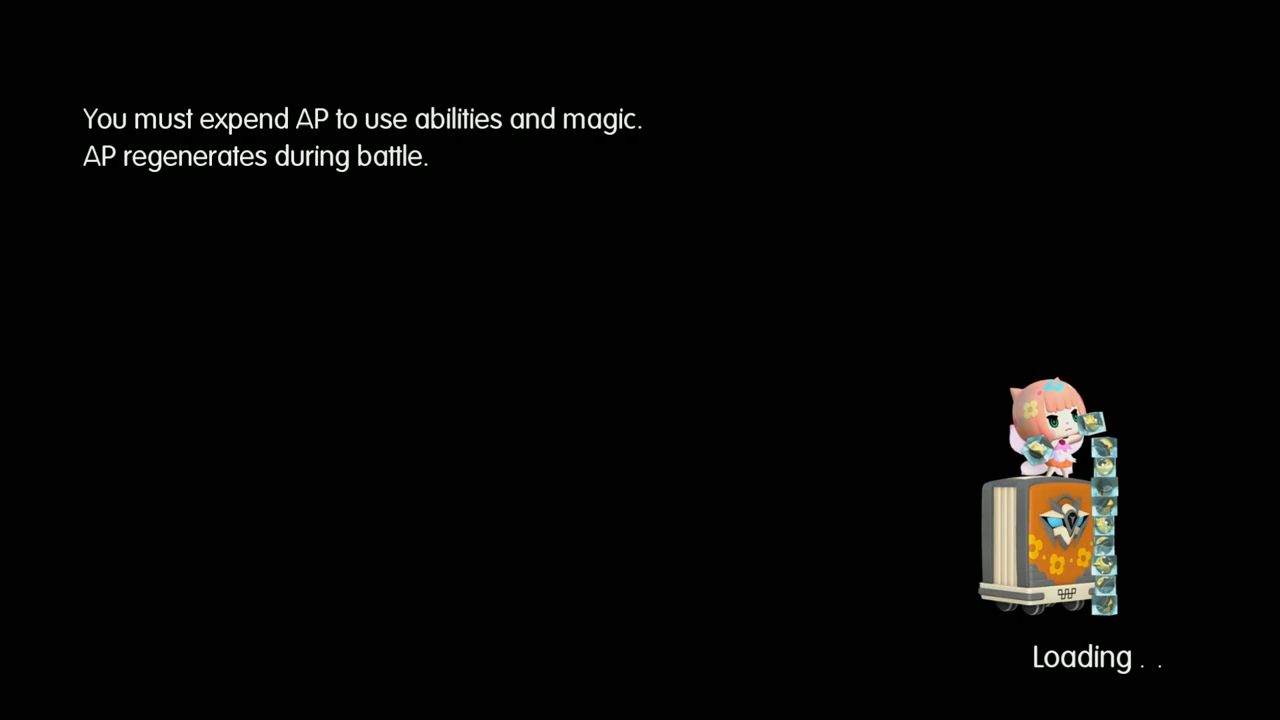 You must expend AP to use abilities and magic.
AP regenerates during battle.
Loading . .